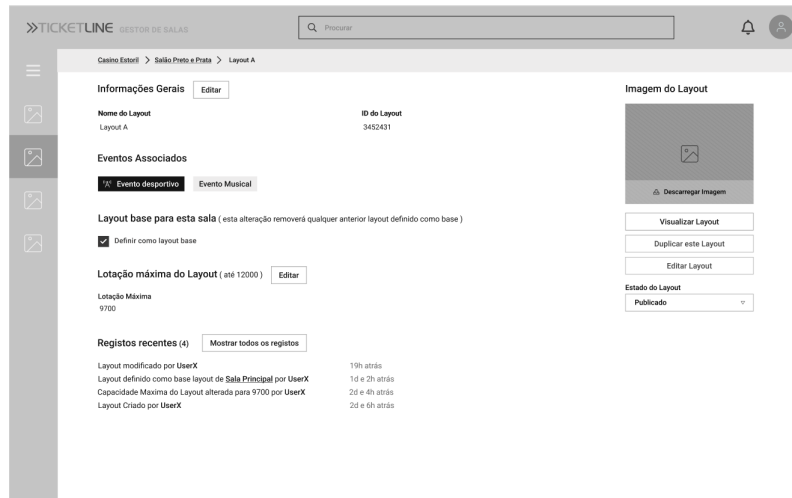 TICKETLINE GESTOR DE SALAS
Procurar
Casino Estoril > Salão Preto e Prata > Layout A
Informações Gerais Editar
Nome do Layout ID do Layout
Layout A 3452431
Eventos Associados
Evento desportivo Evento Musical
Layout base para esta sala ( esta alteração removerá qualquer anterior layout definido como base )
Definir como layout base
Lotação máxima do Layout ( até 12000 ) Editar
Lotação Máxima
9700
Registos recentes (4) Mostrar todos os registos
Layout modificado por UserX 19h atrás
Layout definido como base layout de Sala Principal por UserX 1d e 2h atrás
Capacidade Maxima do Layout alterada para 9700 por UserX 2d e 4h atrás
Layout Criado por UserX 2d e 6h atrás
Imagem do Layout
Descarregar Imagem
Visualizar Layout
Duplicar este Layout
Editar Layout
Estado do Layout
Publicado